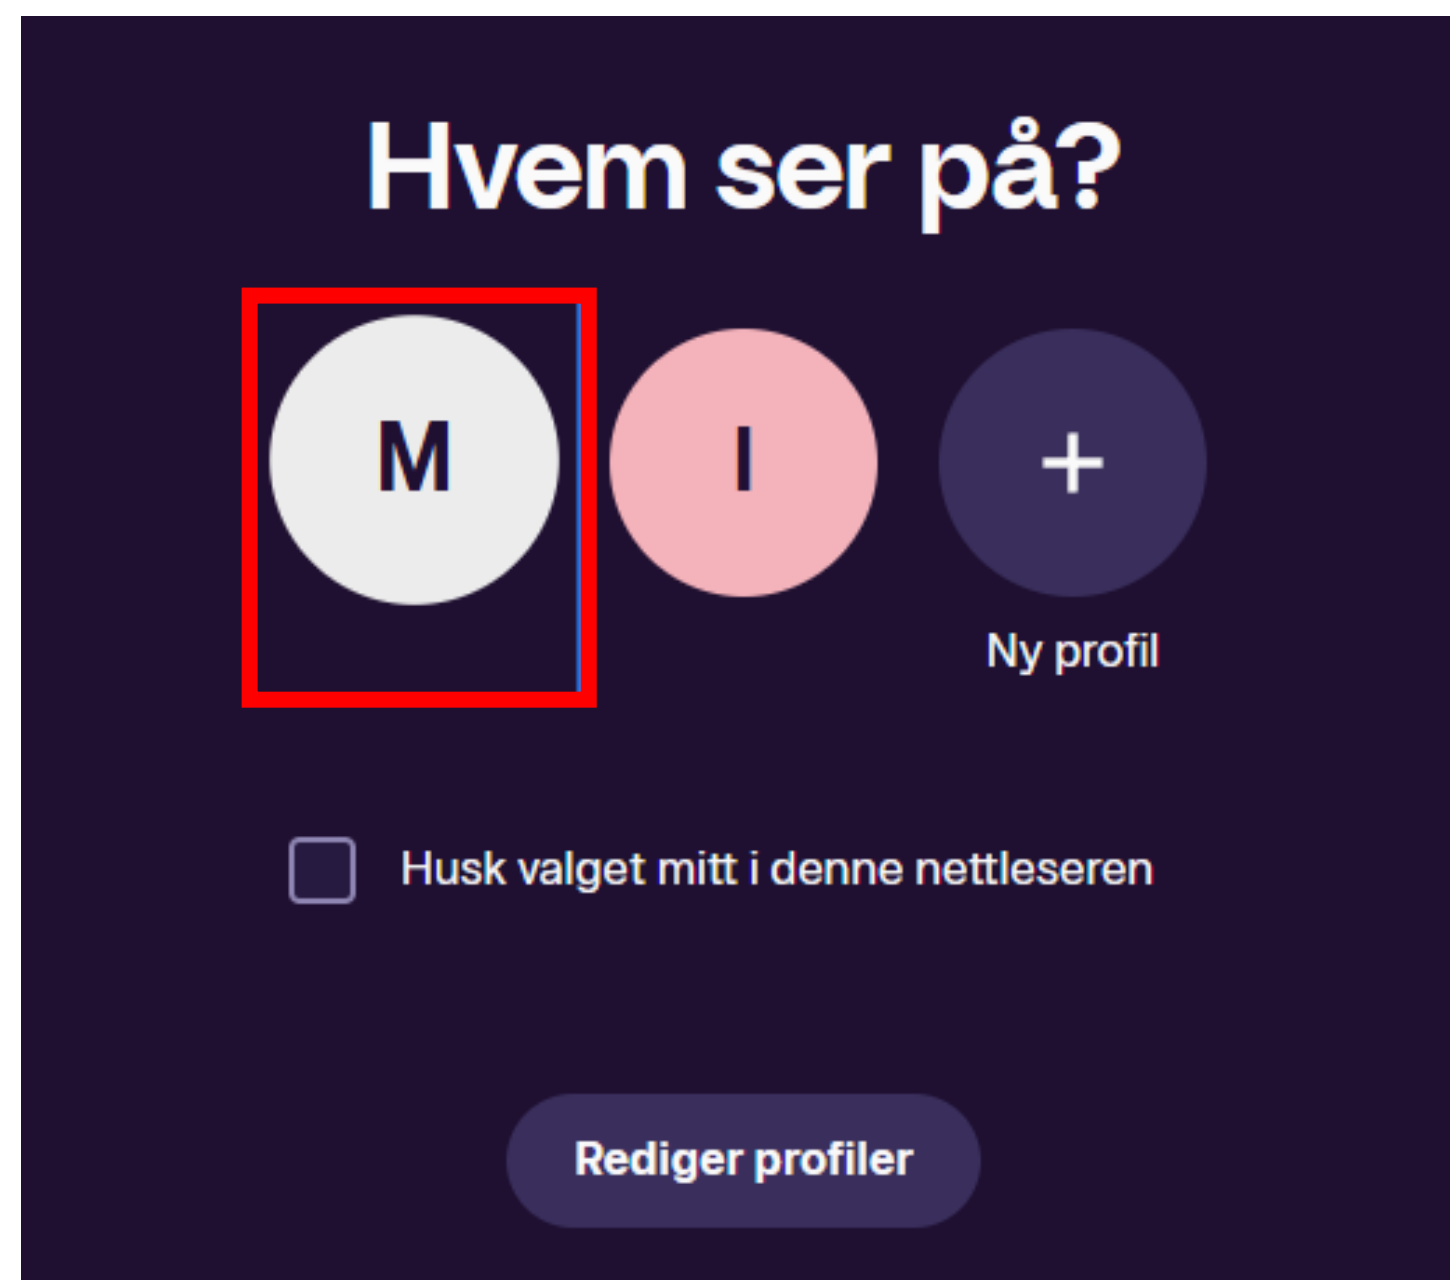 Hvem ser på?
M
I
+
Ny profil
Husk valget mitt i denne nettleseren
Rediger profiler